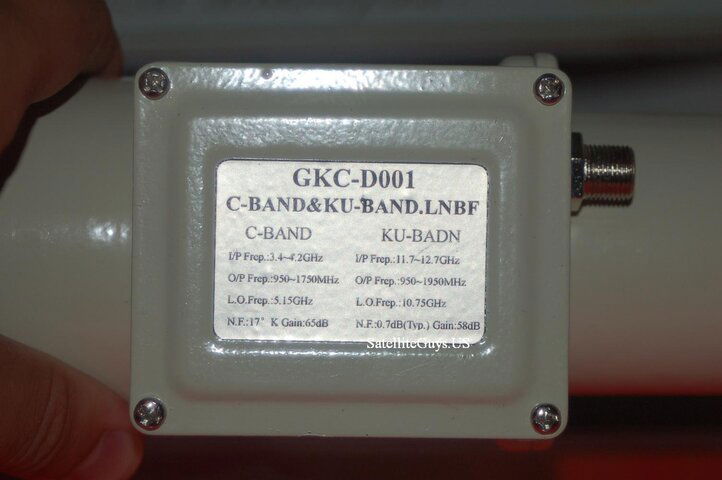 GKC-D001
C-BAND&KU-BAND.LNBF
C-BAND KU-BADN
I/P Frep.:3.4~4.2GHz I/P Frep.:11.7~12.7GHz
O/P Frep.:950~1750MHz O/P Frep.:950~1950MHz
L.O.Frep.:5.15GHz L.O.Frep.:10.75GHz
N.F.:17° K Gain:65dB N.F.:0.7dB(Typ.) Gain:58dB
SatelliteGuys.US